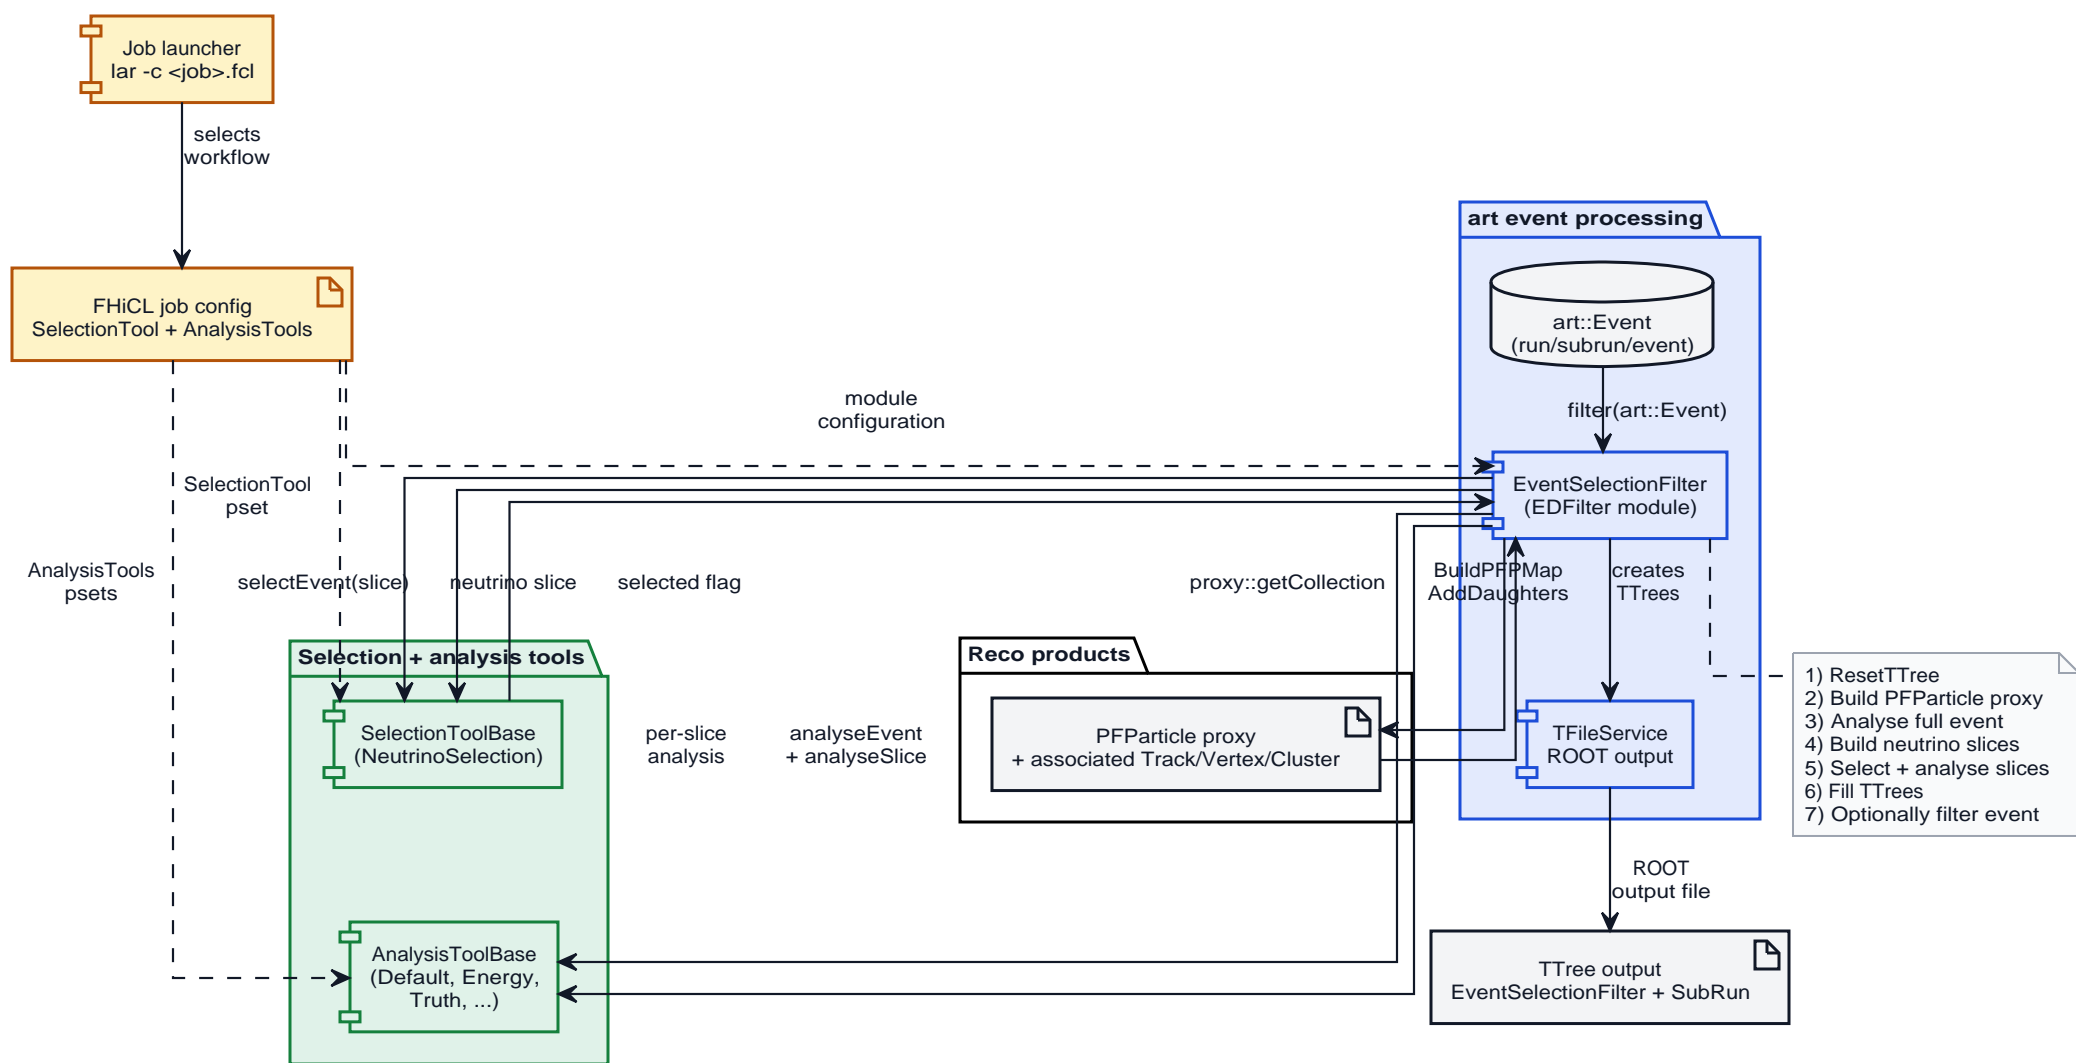 Job launcher
lar -c <job>.fcl
selects
workflow
FHiCL job config
SelectionTool + AnalysisTools
art event processing
art::Event
(run/subrun/event)
filter(art::Event)
module
configuration
EventSelectionFilter
(EDFilter module)
SelectionTool
pset
AnalysisTools
psets
selectEvent(slice)
neutrino slice
selected flag
proxy::getCollection
BuildPFPMap
AddDaughters
creates
TTrees
Selection + analysis tools
SelectionToolBase
(NeutrinoSelection)
per-slice
analysis
analyseEvent
+ analyseSlice
Reco products
PFParticle proxy
+ associated Track/Vertex/Cluster
TFileService
ROOT output
1) ResetTTree
2) Build PFParticle proxy
3) Analyse full event
4) Build neutrino slices
5) Select + analyse slices
6) Fill TTrees
7) Optionally filter event
ROOT
output file
AnalysisToolBase
(Default, Energy,
Truth, ...)
TTree output
EventSelectionFilter + SubRun